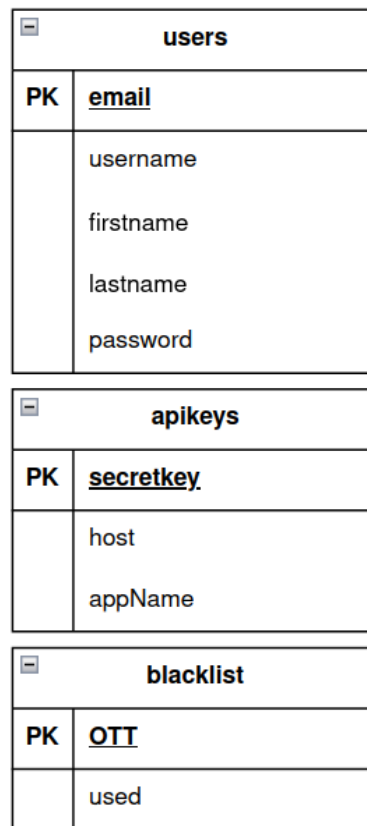 users
PK email
username
firstname
lastname
password
apikeys
PK secretkey
host
appName
blacklist
PK OTT
used